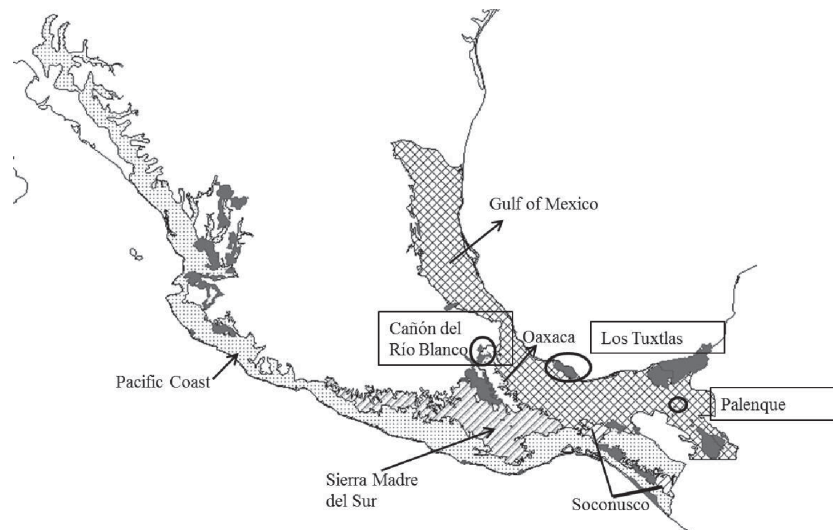 Gulf of Mexico
Cañón del
Río Blanco
Oaxaca
Los Tuxtlas
Pacific Coast
Palenque
Sierra Madre
del Sur
Soconusco